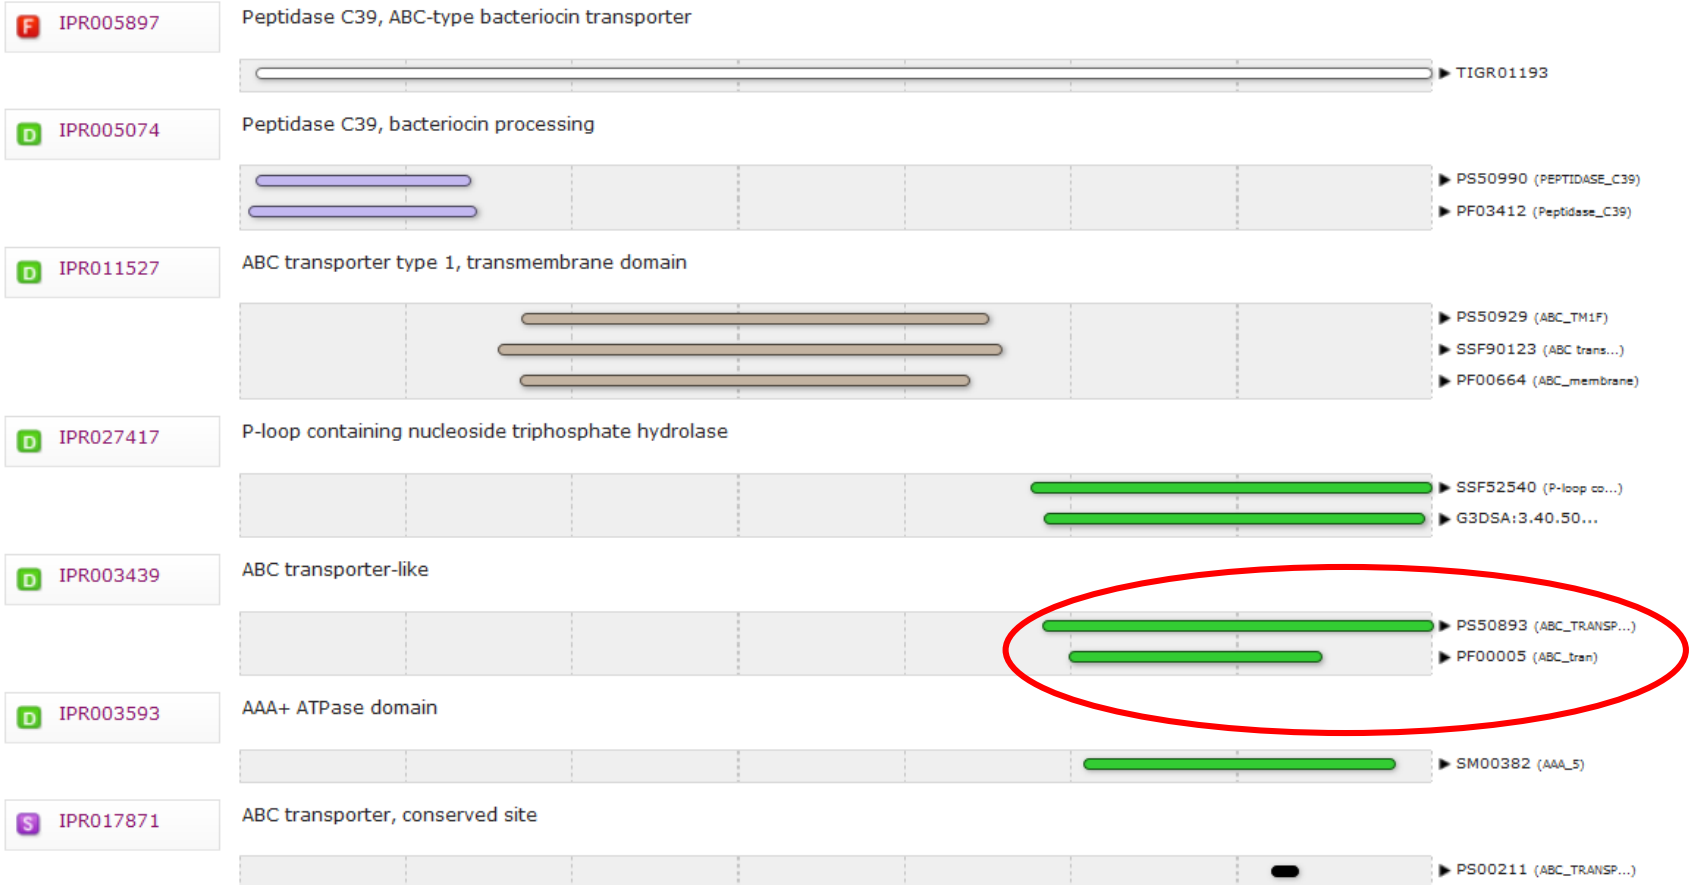 F IPR005897 Peptidase C39, ABC-type bacteriocin transporter
TIGR01193
D IPR005074 Peptidase C39, bacteriocin processing
PS50990 (PEPTIDASE_C39)
PF03412 (Peptidase_C39)
D IPR011527 ABC transporter type 1, transmembrane domain
PS50929 (ABC_TM1F)
SSF90123 (ABC trans...)
PF00664 (ABC_membrane)
D IPR027417 P-loop containing nucleoside triphosphate hydrolase
SSF52540 (P-loop co...)
G3DSA:3.40.50...
D IPR003439 ABC transporter-like
PS50893 (ABC_TRANSP...)
PF00005 (ABC_tran)
D IPR003593 AAA+ ATPase domain
SM00382 (AAA_5)
S IPR017871 ABC transporter, conserved site
PS00211 (ABC_TRANSP...)